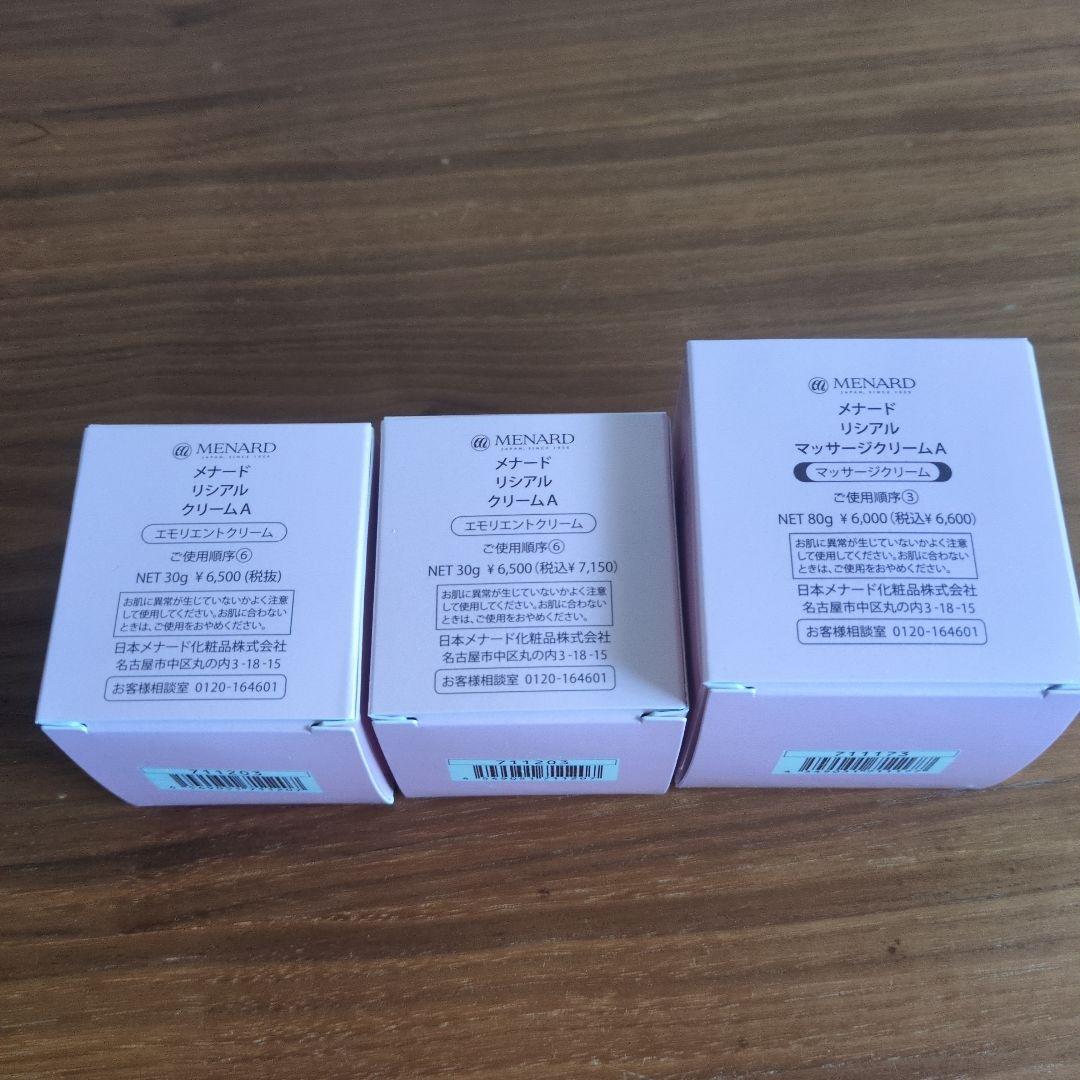 MENARD
JAPAN, SINCE 1959
メナード
リシアル
クリームA
エモリエントクリーム
ご使用順序⑥
NET 30g ¥6,500(税抜)
お肌に異常が生じていないかよく注意
して使用してください。お肌に合わない
ときは、ご使用をおやめください。
日本メナード化粧品株式会社
名古屋市中区丸の内3-18-15
お客様相談室 0120-164601
711203
MENARD
JAPAN, SINCE 1959
メナード
リシアル
クリームA
エモリエントクリーム
ご使用順序⑥
NET 30g ¥6,500(税込¥7,150)
お肌に異常が生じていないかよく注意
して使用してください。お肌に合わない
ときは、ご使用をおやめください。
日本メナード化粧品株式会社
名古屋市中区丸の内3-18-15
お客様相談室 0120-164601
711203
MENARD
JAPAN, SINCE 1959
メナード
リシアル
マッサージクリームA
マッサージクリーム
ご使用順序③
NET 80g ¥6,000(税込¥6,600)
お肌に異常が生じていないかよく注意
して使用してください。お肌に合わない
ときは、ご使用をおやめください。
日本メナード化粧品株式会社
名古屋市中区丸の内3-18-15
お客様相談室 0120-164601
711173